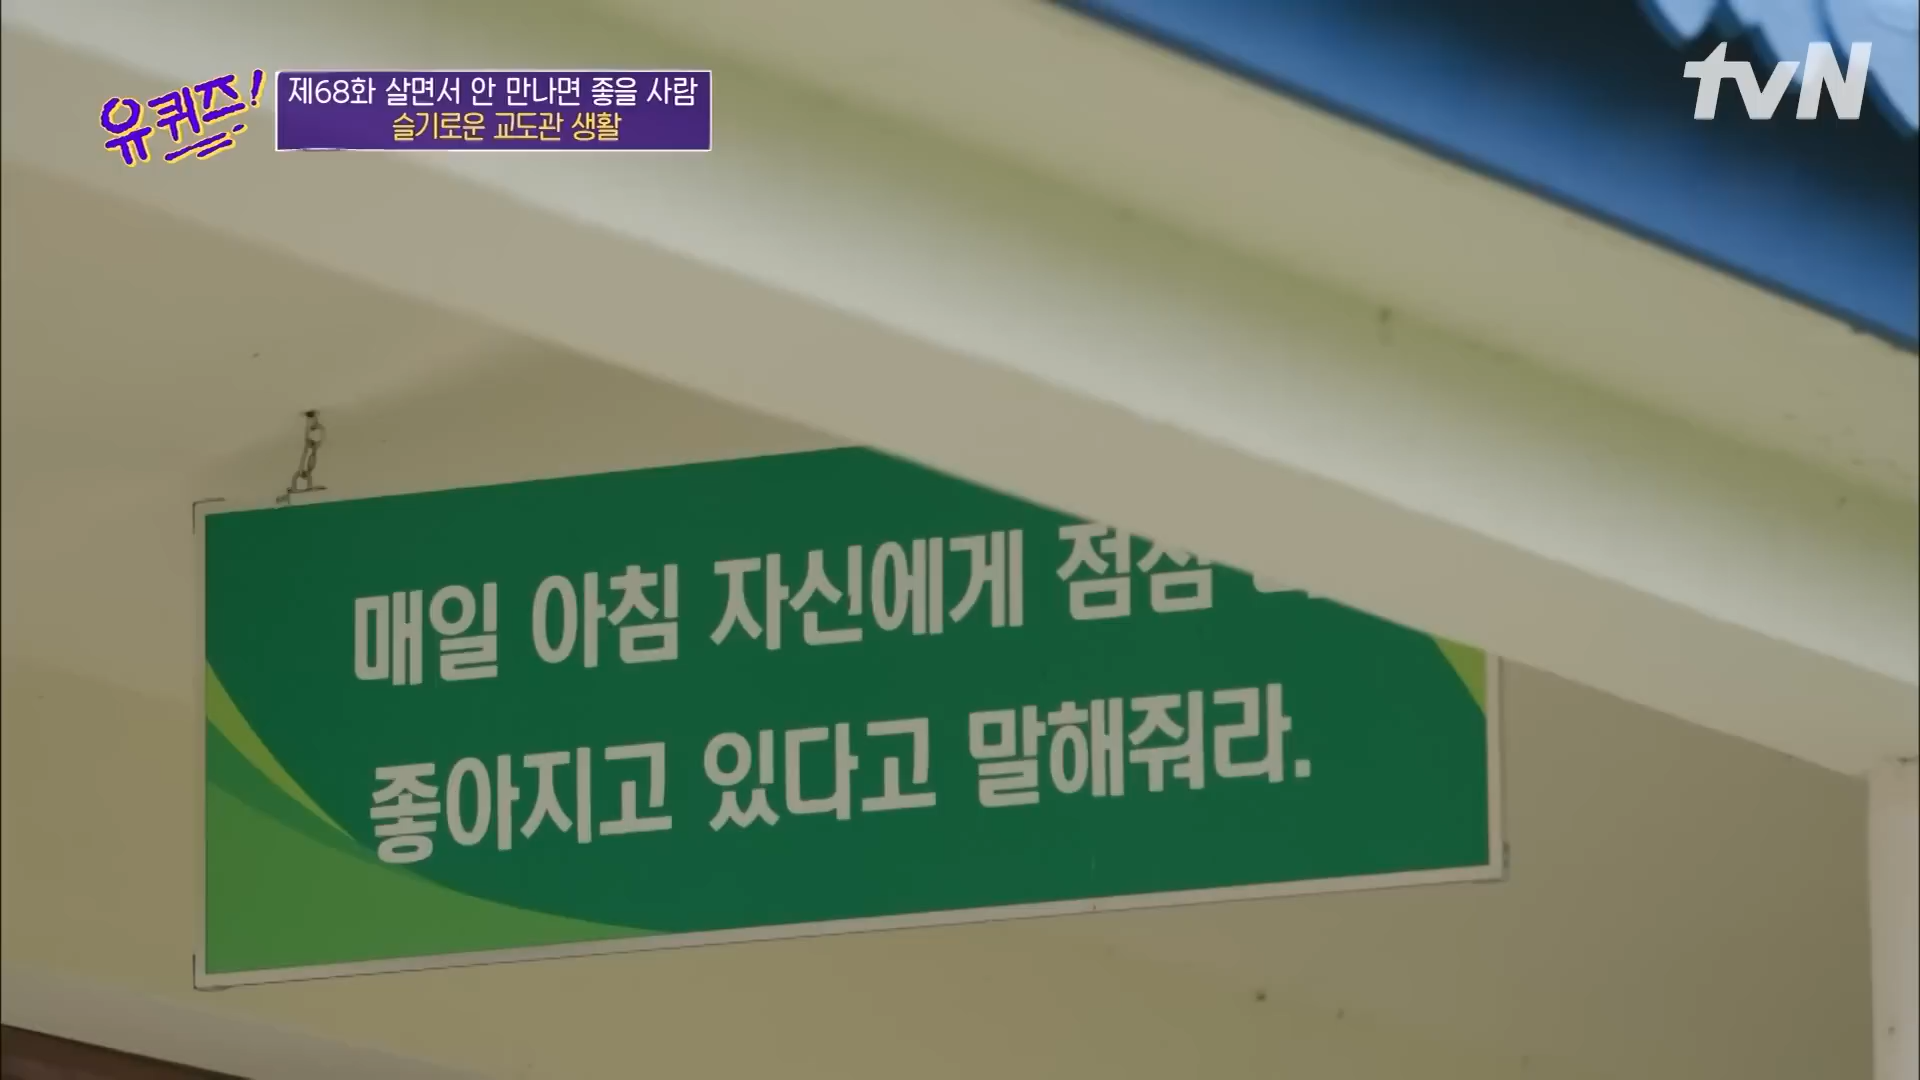 유퀴즈!
제68화 살면서 안 만나면 좋을 사람
슬기로운 교도관 생활
tvN
매일 아침 자신에게 점점
좋아지고 있다고 말해줘라.